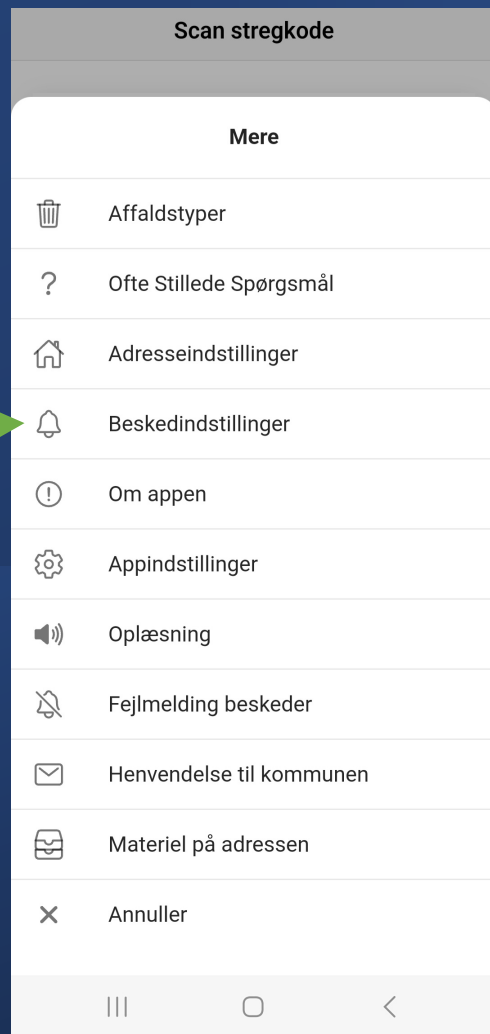 Scan stregkode
Mere
Affaldstyper
Ofte Stillede Spørgsmål
Adresseindstillinger
Beskedindstillinger
Om appen
Appindstillinger
Oplæsning
Fejlmelding beskeder
Henvendelse til kommunen
Materiel på adressen
Annuller